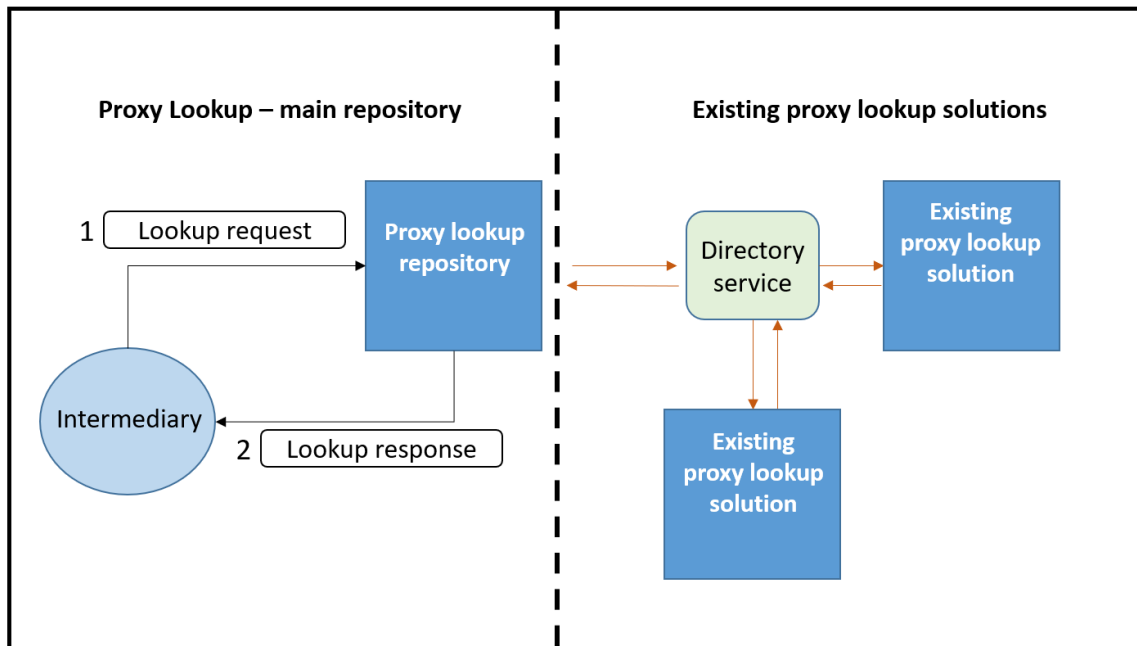 Proxy Lookup – main repository
1
Lookup request
Proxy lookup
repository
Intermediary
2
Lookup response
Existing proxy lookup solutions
Directory
service
Existing
proxy lookup
solution
Existing
proxy lookup
solution